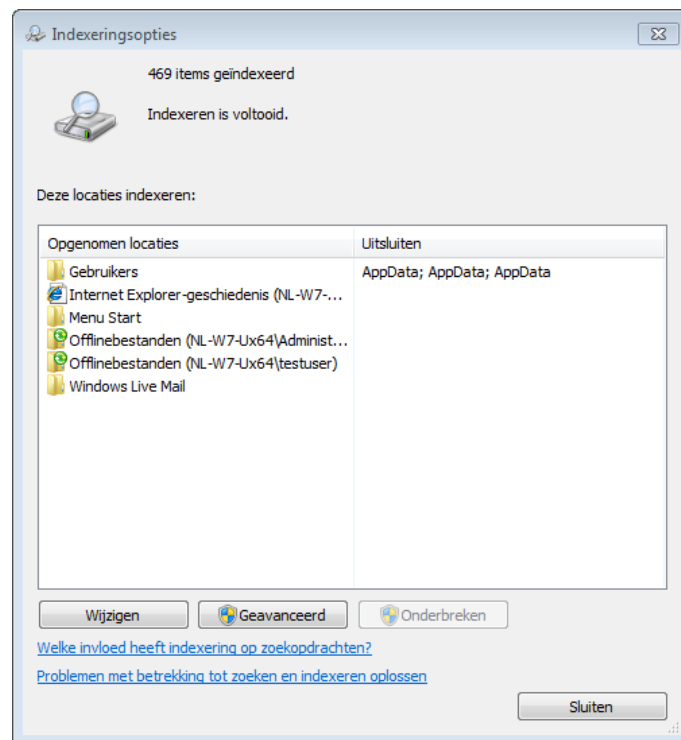 Indexeringsopties
469 items geïndexeerd
Indexeren is voltooid.
Deze locaties indexeren:
Opgenomen locaties Uitsluiten
Gebruikers AppData; AppData; AppData
Internet Explorer-geschiedenis (NL-W7-...
Menu Start
Offlinebestanden (NL-W7-Ux64\Administ...
Offlinebestanden (NL-W7-Ux64\testuser)
Windows Live Mail
Wijzigen Geavanceerd Onderbreken
Welke invloed heeft indexering op zoekopdrachten?
Problemen met betrekking tot zoeken en indexeren oplossen
Sluiten